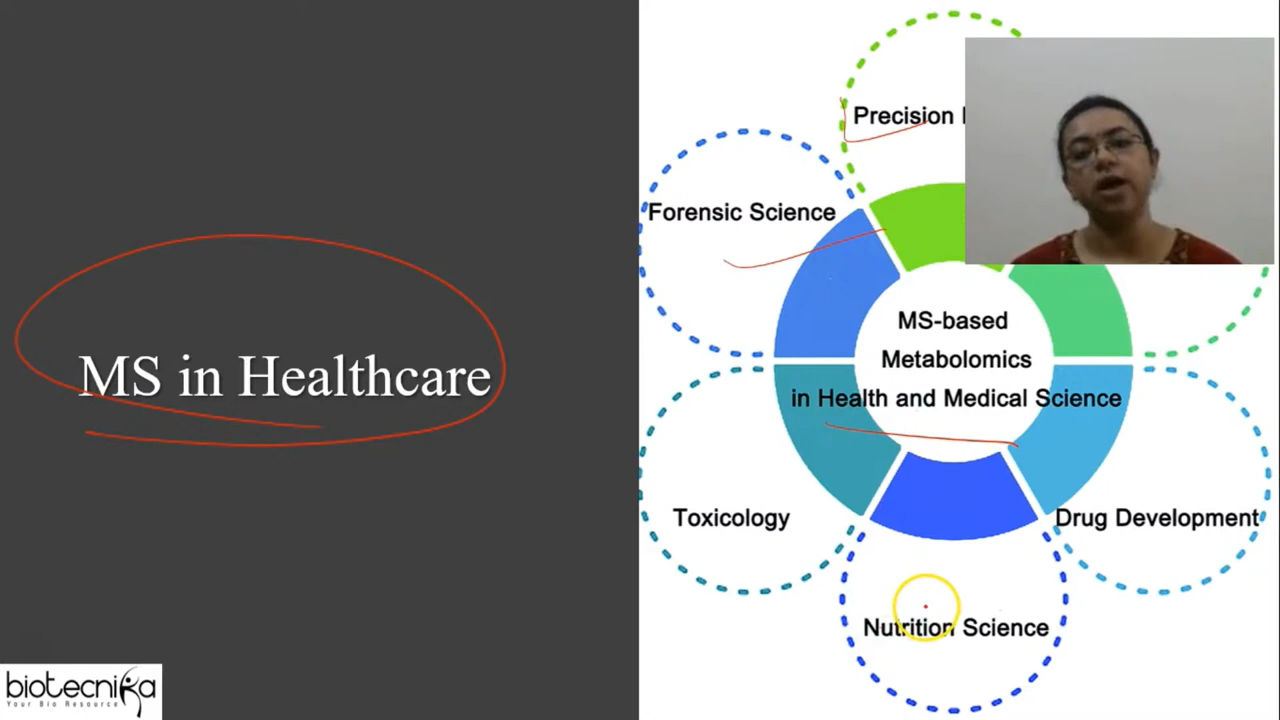 MS in Healthcare
Precision
Forensic Science
MS-based
Metabolomics
in Health and Medical Science
Toxicology
Drug Development
Nutrition Science
biotecnika
Your Bio Resource